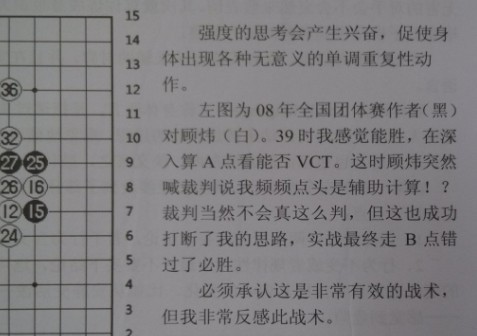 强度的思考会产生兴奋，促使身
体出现各种无意义的单调重复性动
作。
左图为 08 年全国团体赛作者（黑）
对顾炜（白）。39 时我感觉能胜，在深
入算 A 点看能否 VCT。这时顾炜突然
喊裁判说我频频点头是辅助计算！？
裁判当然不会真这么判，但这也成功
打断了我的思路，实战最终走 B 点错
过了必胜。
必须承认这是非常有效的战术，
但我非常反感此战术。
15
14
13
12
11
10
9
8
7
6
5
4
3
2
36
32
27 25
26 16
12 15
24